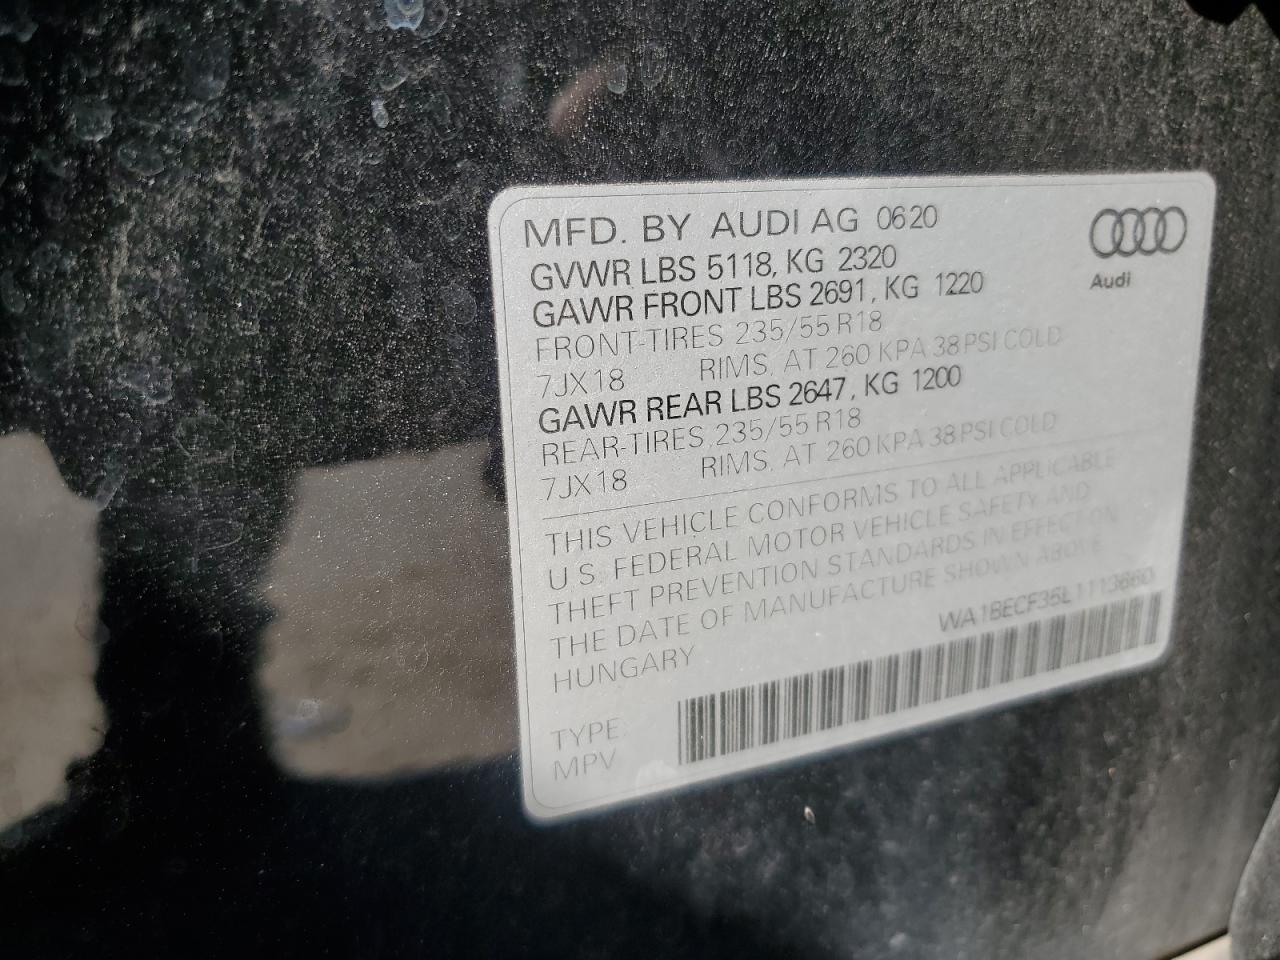 MFD. BY AUDI AG 0620
GVWR LBS 5118, KG 2320
GAWR FRONT LBS 2691, KG 1220
FRONT-TIRES 235/55 R18
7JX18 RIMS, AT 260 KPA 38 PSI COLD
GAWR REAR LBS 2647, KG 1200
REAR-TIRES 235/55 R18
7JX18 RIMS, AT 260 KPA 38 PSI COLD
THIS VEHICLE CONFORMS TO ALL APPLICABLE
U.S. FEDERAL MOTOR VEHICLE SAFETY AND
THEFT PREVENTION STANDARDS IN EFFECT ON
THE DATE OF MANUFACTURE SHOWN ABOVE
HUNGARY
TYPE:
MPV
Audi